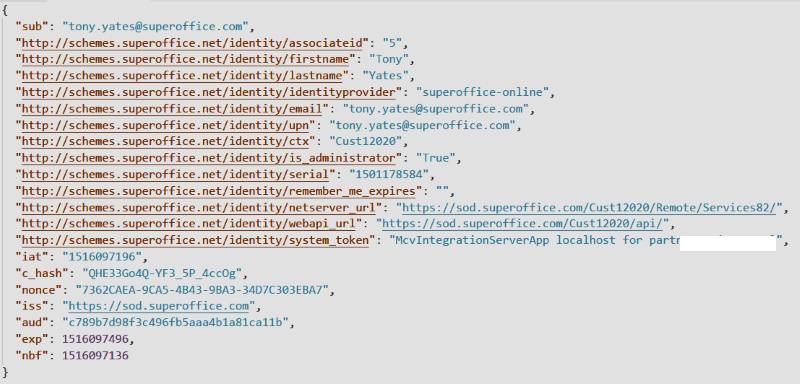 {
"sub": "tony.yates@superoffice.com",
"http://schemes.superoffice.net/identity/associateid": "5",
"http://schemes.superoffice.net/identity/firstname": "Tony",
"http://schemes.superoffice.net/identity/lastname": "Yates",
"http://schemes.superoffice.net/identity/identityprovider": "superoffice-online",
"http://schemes.superoffice.net/identity/email": "tony.yates@superoffice.com",
"http://schemes.superoffice.net/identity/upn": "tony.yates@superoffice.com",
"http://schemes.superoffice.net/identity/ctx": "Cust12020",
"http://schemes.superoffice.net/identity/is_administrator": "True",
"http://schemes.superoffice.net/identity/serial": "1501178584",
"http://schemes.superoffice.net/identity/remember_me_expires": "",
"http://schemes.superoffice.net/identity/netserver_url": "https://sod.superoffice.com/Cust12020/Remote/Services82/",
"http://schemes.superoffice.net/identity/webapi_url": "https://sod.superoffice.com/Cust12020/api/",
"http://schemes.superoffice.net/identity/system_token": "McvIntegrationServerApp localhost for ",
"iat": "1516097196",
"c_hash": "QHE33Go4Q-YF3_5P_4ccOg",
"nonce": "7362CAEA-9CA5-4B43-9BA3-34D7C303EBA7",
"iss": "https://sod.superoffice.com",
"aud": "c789b7d98f3c496fb5aaa4b1a81ca11b",
"exp": 1516097496,
"nbf": 1516097136
}